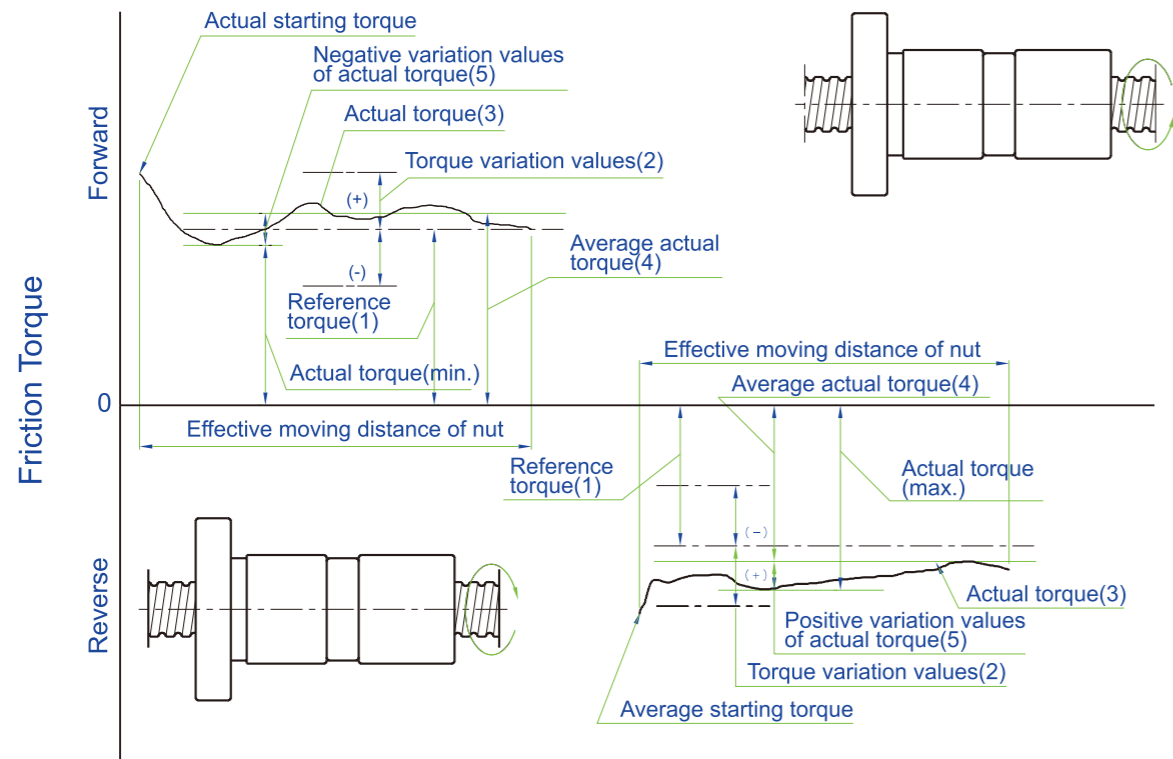 Actual starting torque
Negative variation values
of actual torque(5)
Actual torque(3)
Torque variation values(2)
(+)
(-)
Average actual
torque(4)
Reference
torque(1)
Actual torque(min.)
Forward
Friction Torque
0
Effective moving distance of nut
Effective moving distance of nut
Average actual torque(4)
Reference
torque(1)
Actual torque
(max.)
(-)
(+)
Reverse
Actual torque(3)
Positive variation values
of actual torque(5)
Torque variation values(2)
Average starting torque